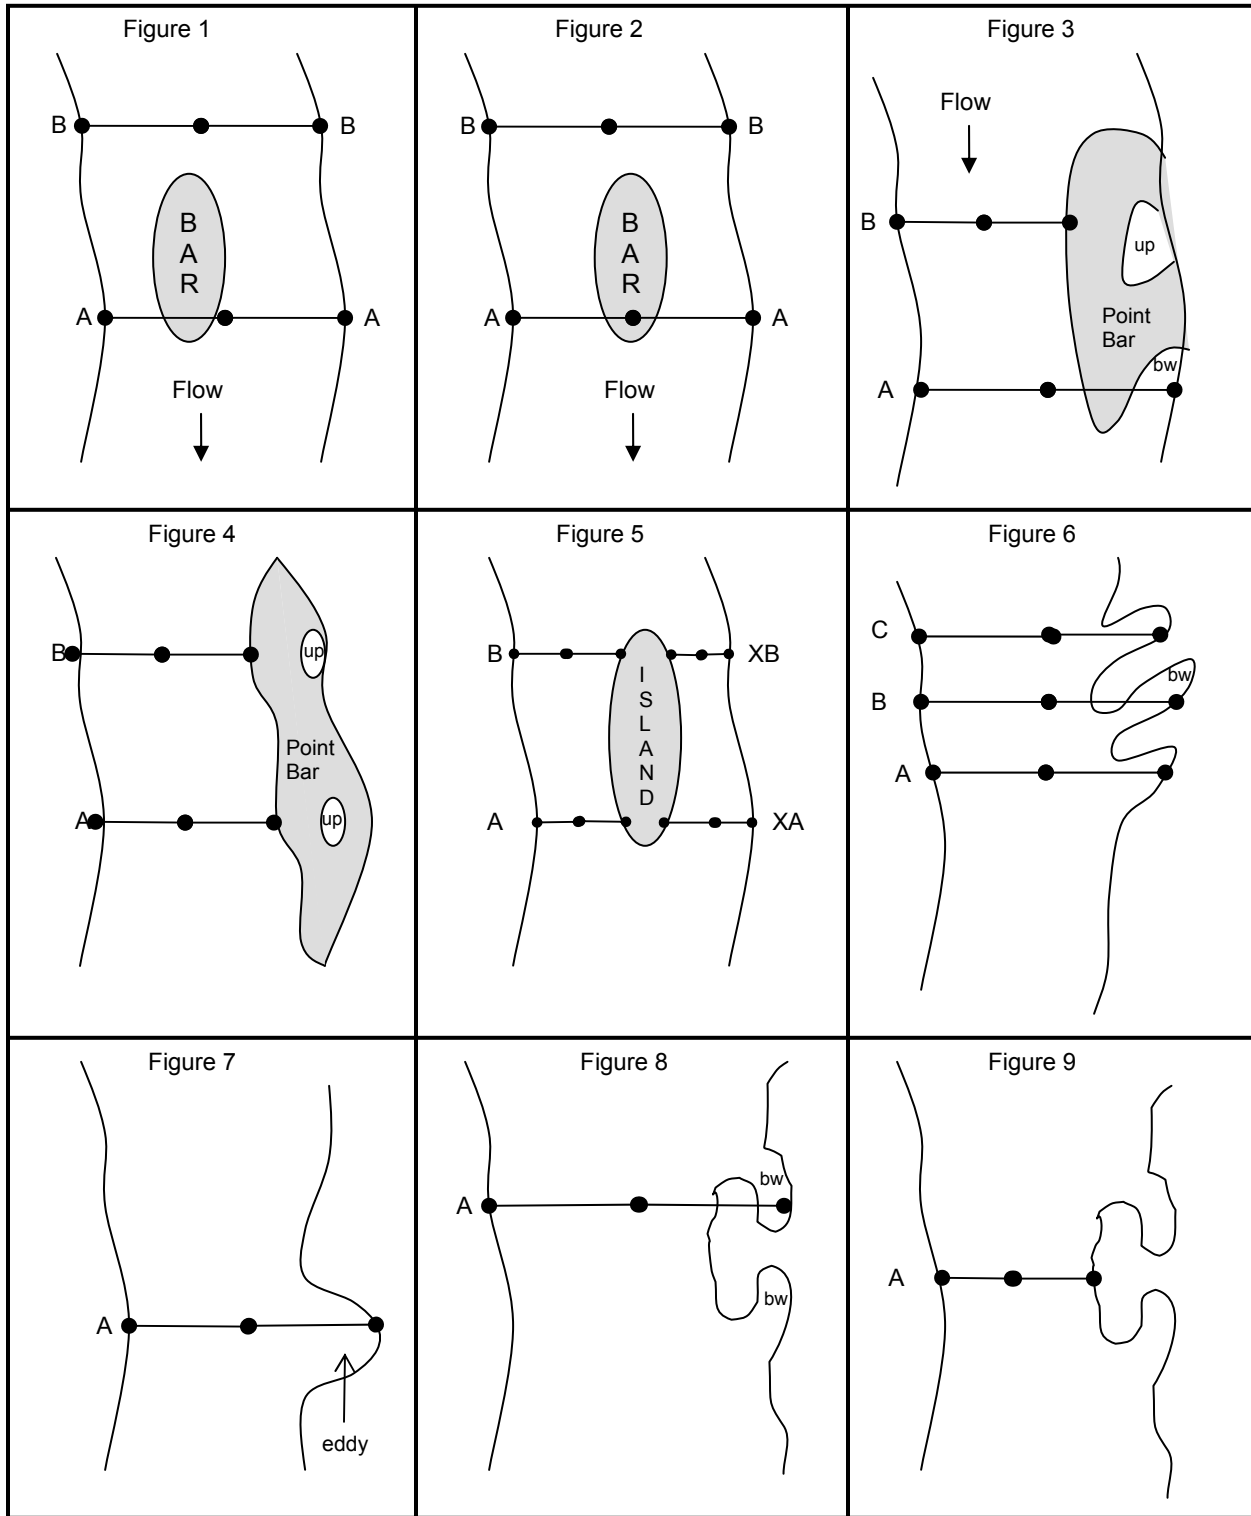 Figure 1
B
B
B
A
R
A
A
Flow
Figure 2
B
B
B
A
R
A
A
Flow
Figure 3
Flow
B
up
Point
Bar
bw
A
Figure 4
B
up
Point
Bar
A
up
Figure 5
B
XB
I
S
L
A
N
D
A
XA
Figure 6
C
bw
B
A
Figure 7
A
eddy
Figure 8
bw
A
bw
Figure 9
A